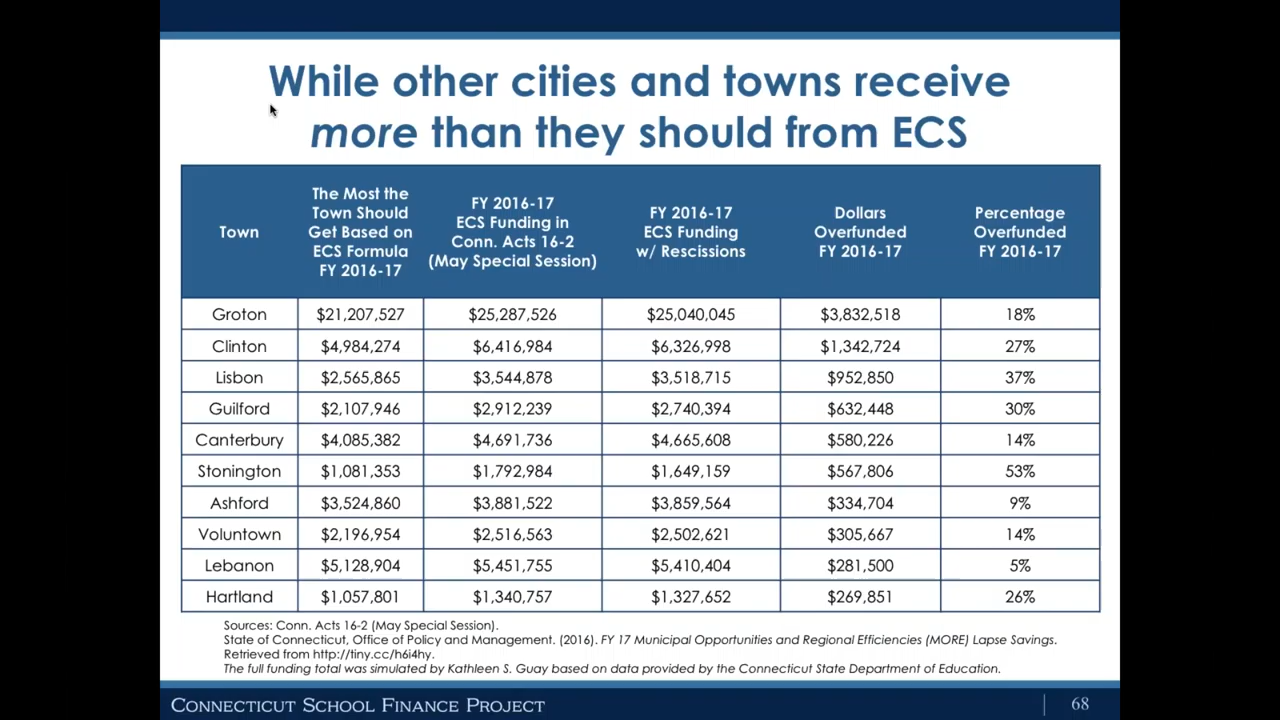 While other cities and towns receive
more than they should from ECS
Town
The Most the
Town Should
Get Based on
ECS Formula
FY 2016-17
FY 2016-17
ECS Funding in
Conn. Acts 16-2
(May Special Session)
FY 2016-17
ECS Funding
w/ Rescissions
Dollars
Overfunded
FY 2016-17
Percentage
Overfunded
FY 2016-17
Groton $21,207,527 $25,287,526 $25,040,045 $3,832,518 18%
Clinton $4,984,274 $6,416,984 $6,326,998 $1,342,724 27%
Lisbon $2,565,865 $3,544,878 $3,518,715 $952,850 37%
Guilford $2,107,946 $2,912,239 $2,740,394 $632,448 30%
Canterbury $4,085,382 $4,691,736 $4,665,608 $580,226 14%
Stonington $1,081,353 $1,792,984 $1,649,159 $567,806 53%
Ashford $3,524,860 $3,881,522 $3,859,564 $334,704 9%
Voluntown $2,196,954 $2,516,563 $2,502,621 $305,667 14%
Lebanon $5,128,904 $5,451,755 $5,410,404 $281,500 5%
Hartland $1,057,801 $1,340,757 $1,327,652 $269,851 26%
Sources: Conn. Acts 16-2 (May Special Session).
State of Connecticut, Office of Policy and Management. (2016). FY 17 Municipal Opportunities and Regional Efficiencies (MORE) Lapse Savings.
Retrieved from http://tiny.cc/h6i4hy.
The full funding total was simulated by Kathleen S. Guay based on data provided by the Connecticut State Department of Education.
CONNECTICUT SCHOOL FINANCE PROJECT 68